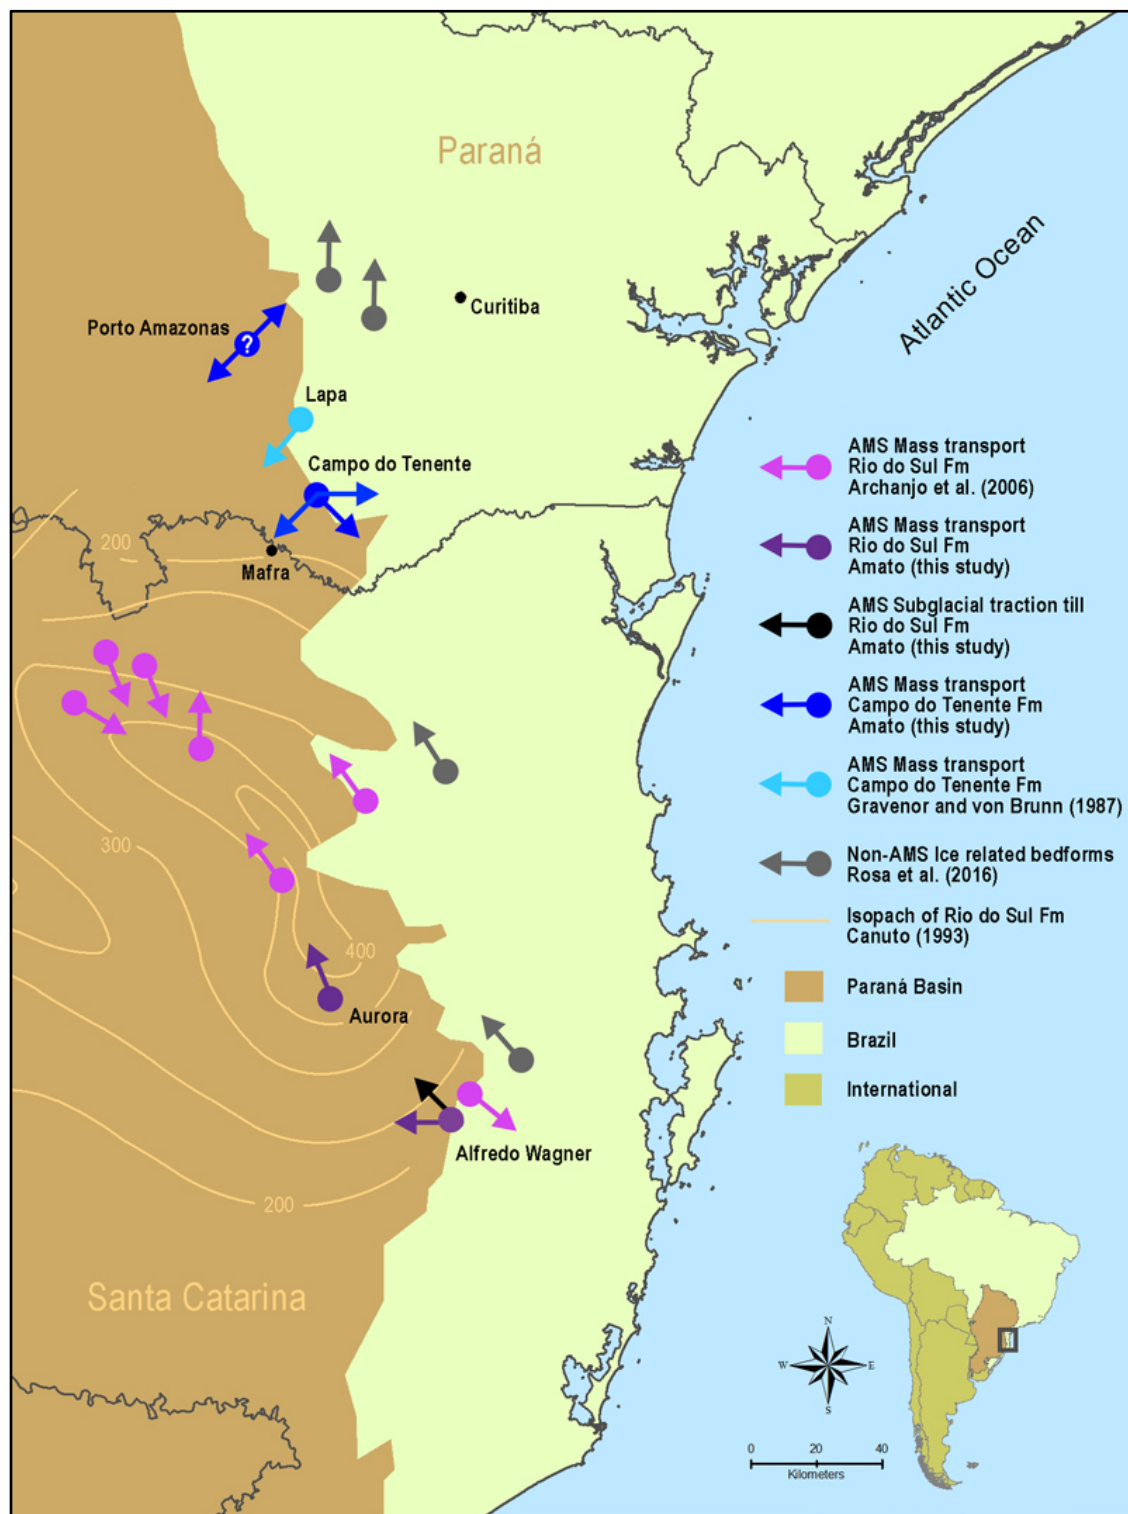 Paraná
Atlantic Ocean
Curitiba
Porto Amazonas
?
Lapa
Campo do Tenente
200
Mafra
300
400
Aurora
Alfredo Wagner
200
Santa Catarina
AMS Mass transport
Rio do Sul Fm
Archanjo et al. (2006)
AMS Mass transport
Rio do Sul Fm
Amato (this study)
AMS Subglacial traction till
Rio do Sul Fm
Amato (this study)
AMS Mass transport
Campo do Tenente Fm
Amato (this study)
AMS Mass transport
Campo do Tenente Fm
Gravenor and von Brunn (1987)
Non-AMS Ice related bedforms
Rosa et al. (2016)
Isopach of Rio do Sul Fm
Canuto (1993)
Paraná Basin
Brazil
International
N
W E
S
0 20 40
Kilometers